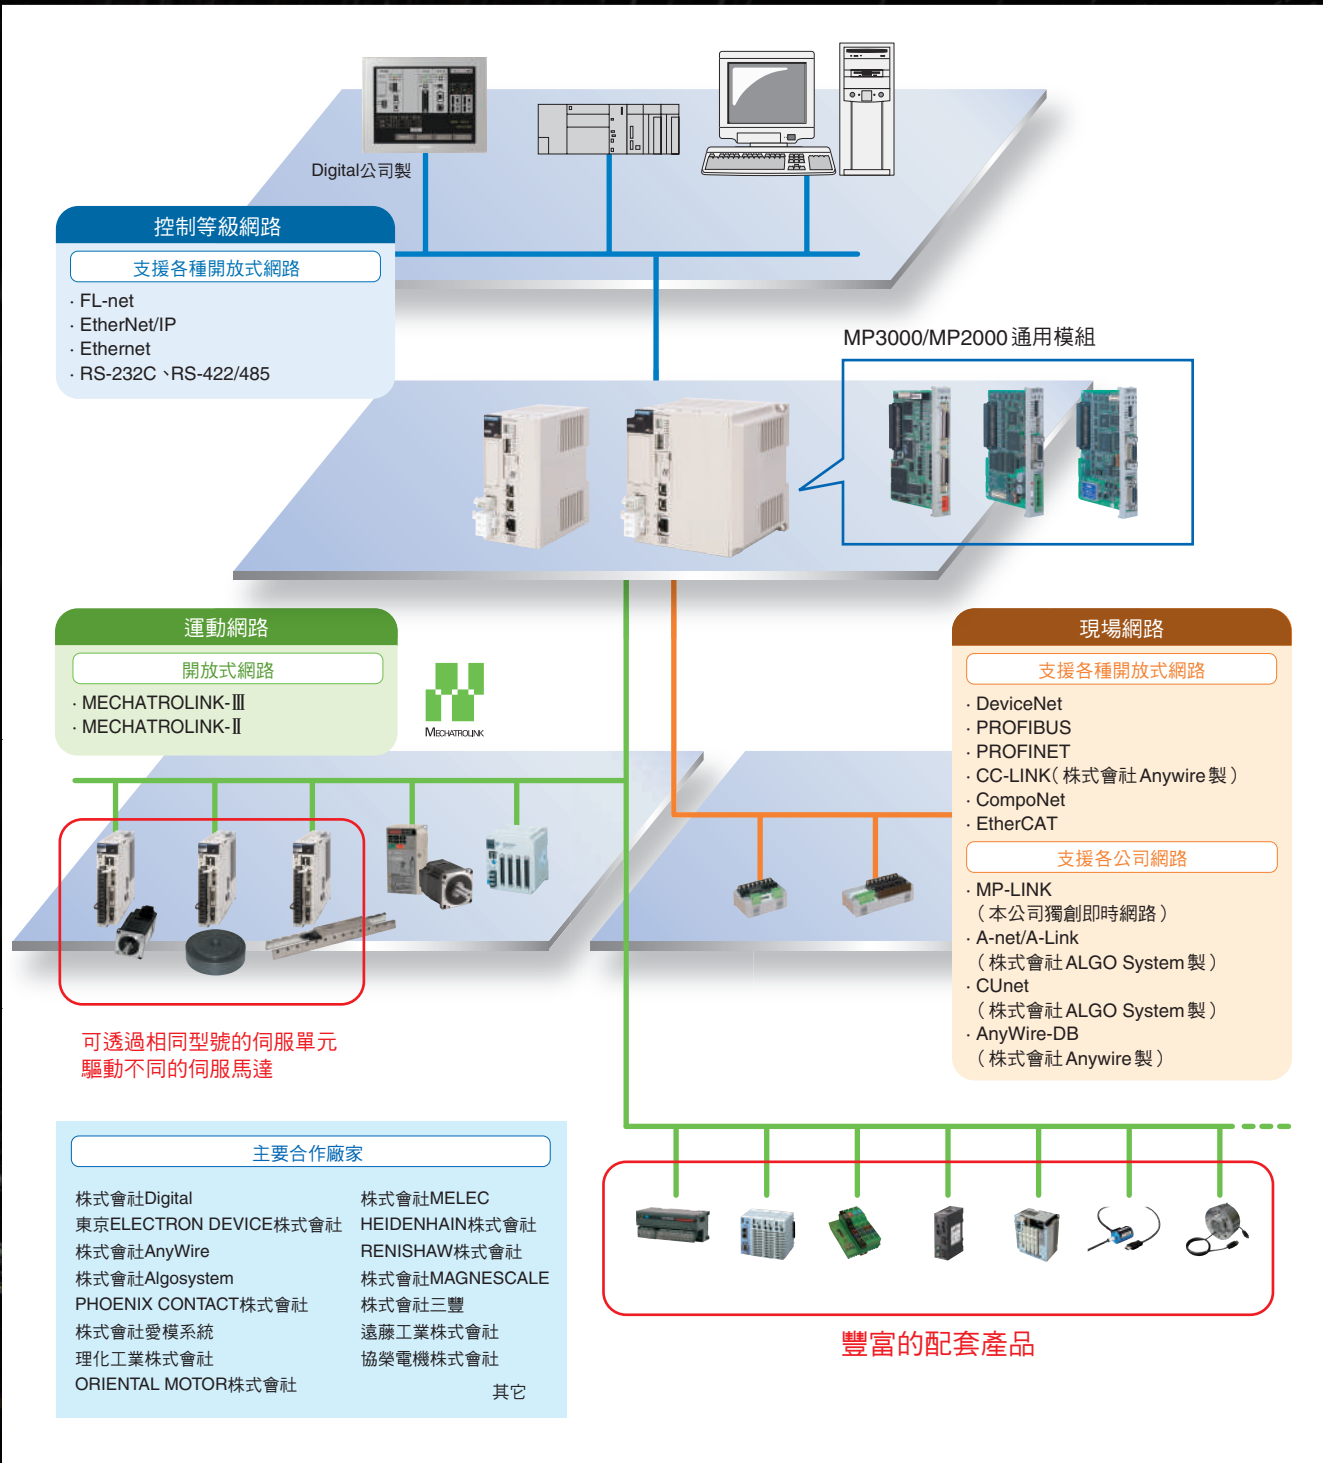 Digital公司製
控制等級網路
支援各種開放式網路
· FL-net
· EtherNet/IP
· Ethernet
· RS-232C、RS-422/485
MP3000/MP2000通用模組
運動網路
開放式網路
· MECHATROLINK-Ⅲ
· MECHATROLINK-Ⅱ
MECHATROLINK
現場網路
支援各種開放式網路
· DeviceNet
· PROFIBUS
· PROFINET
· CC-LINK（株式會社Anywire製）
· CompoNet
· EtherCAT
支援各公司網路
· MP-LINK
（本公司獨創即時網路）
· A-net/A-Link
（株式會社ALGO System製）
· CUnet
（株式會社ALGO System製）
· AnyWire-DB
（株式會社Anywire製）
可透過相同型號的伺服單元
驅動不同的伺服馬達
主要合作廠家
株式會社Digital
東京ELECTRON DEVICE株式會社
株式會社AnyWire
株式會社Algosystem
PHOENIX CONTACT株式會社
株式會社愛模系統
理化工業株式會社
ORIENTAL MOTOR株式會社
株式會社MELEC
HEIDENHAIN株式會社
RENISHAW株式會社
株式會社MAGNESCALE
株式會社三豐
遠藤工業株式會社
協榮電機株式會社
其它
豐富的配套產品